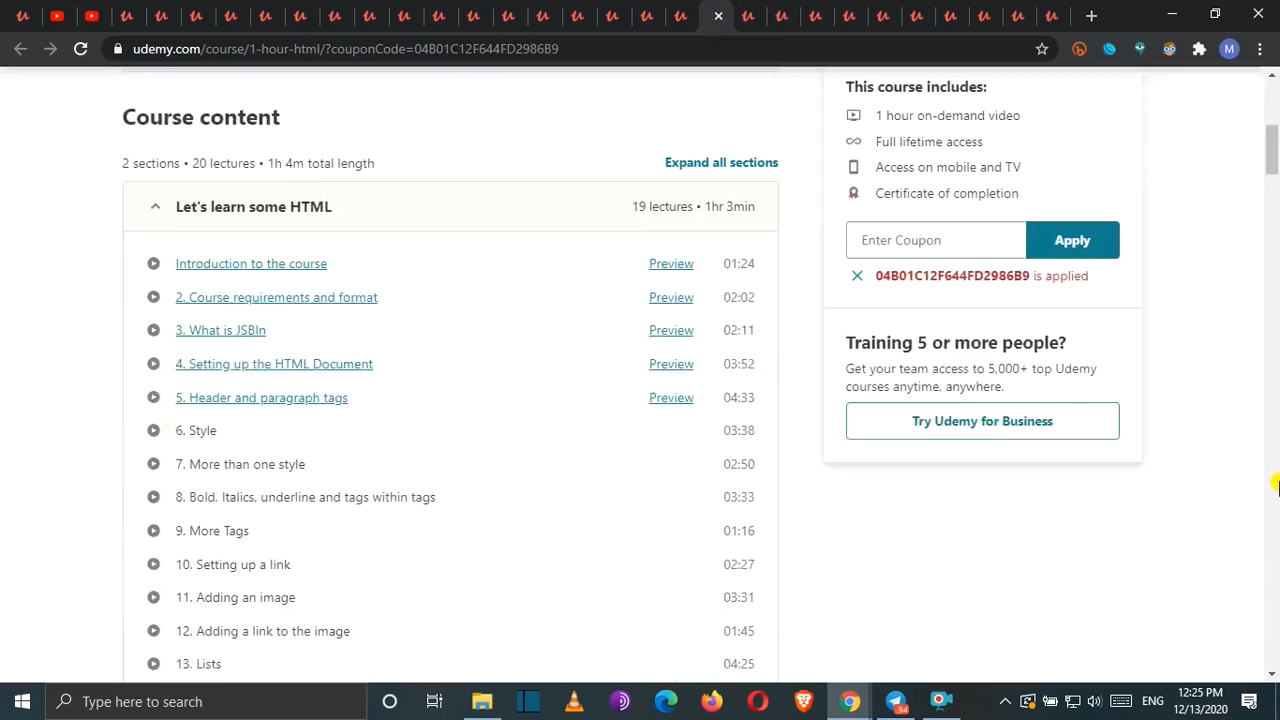 udemy.com/course/1-hour-html/?couponCode=04B01C12F644FD2986B9
M
Course content
2 sections • 20 lectures • 1h 4m total length
Expand all sections
Let's learn some HTML
19 lectures • 1hr 3min
Introduction to the course Preview 01:24
2. Course requirements and format Preview 02:02
3. What is JSBIn Preview 02:11
4. Setting up the HTML Document Preview 03:52
5. Header and paragraph tags Preview 04:33
6. Style 03:38
7. More than one style 02:50
8. Bold, Italics, underline and tags within tags 03:33
9. More Tags 01:16
10. Setting up a link 02:27
11. Adding an image 03:31
12. Adding a link to the image 01:45
13. Lists 04:25
This course includes:
1 hour on-demand video
Full lifetime access
Access on mobile and TV
Certificate of completion
Enter Coupon Apply
04B01C12F644FD2986B9 is applied
Training 5 or more people?
Get your team access to 5,000+ top Udemy
courses anytime, anywhere.
Try Udemy for Business
Type here to search
94
ENG
12:25 PM
12/13/2020